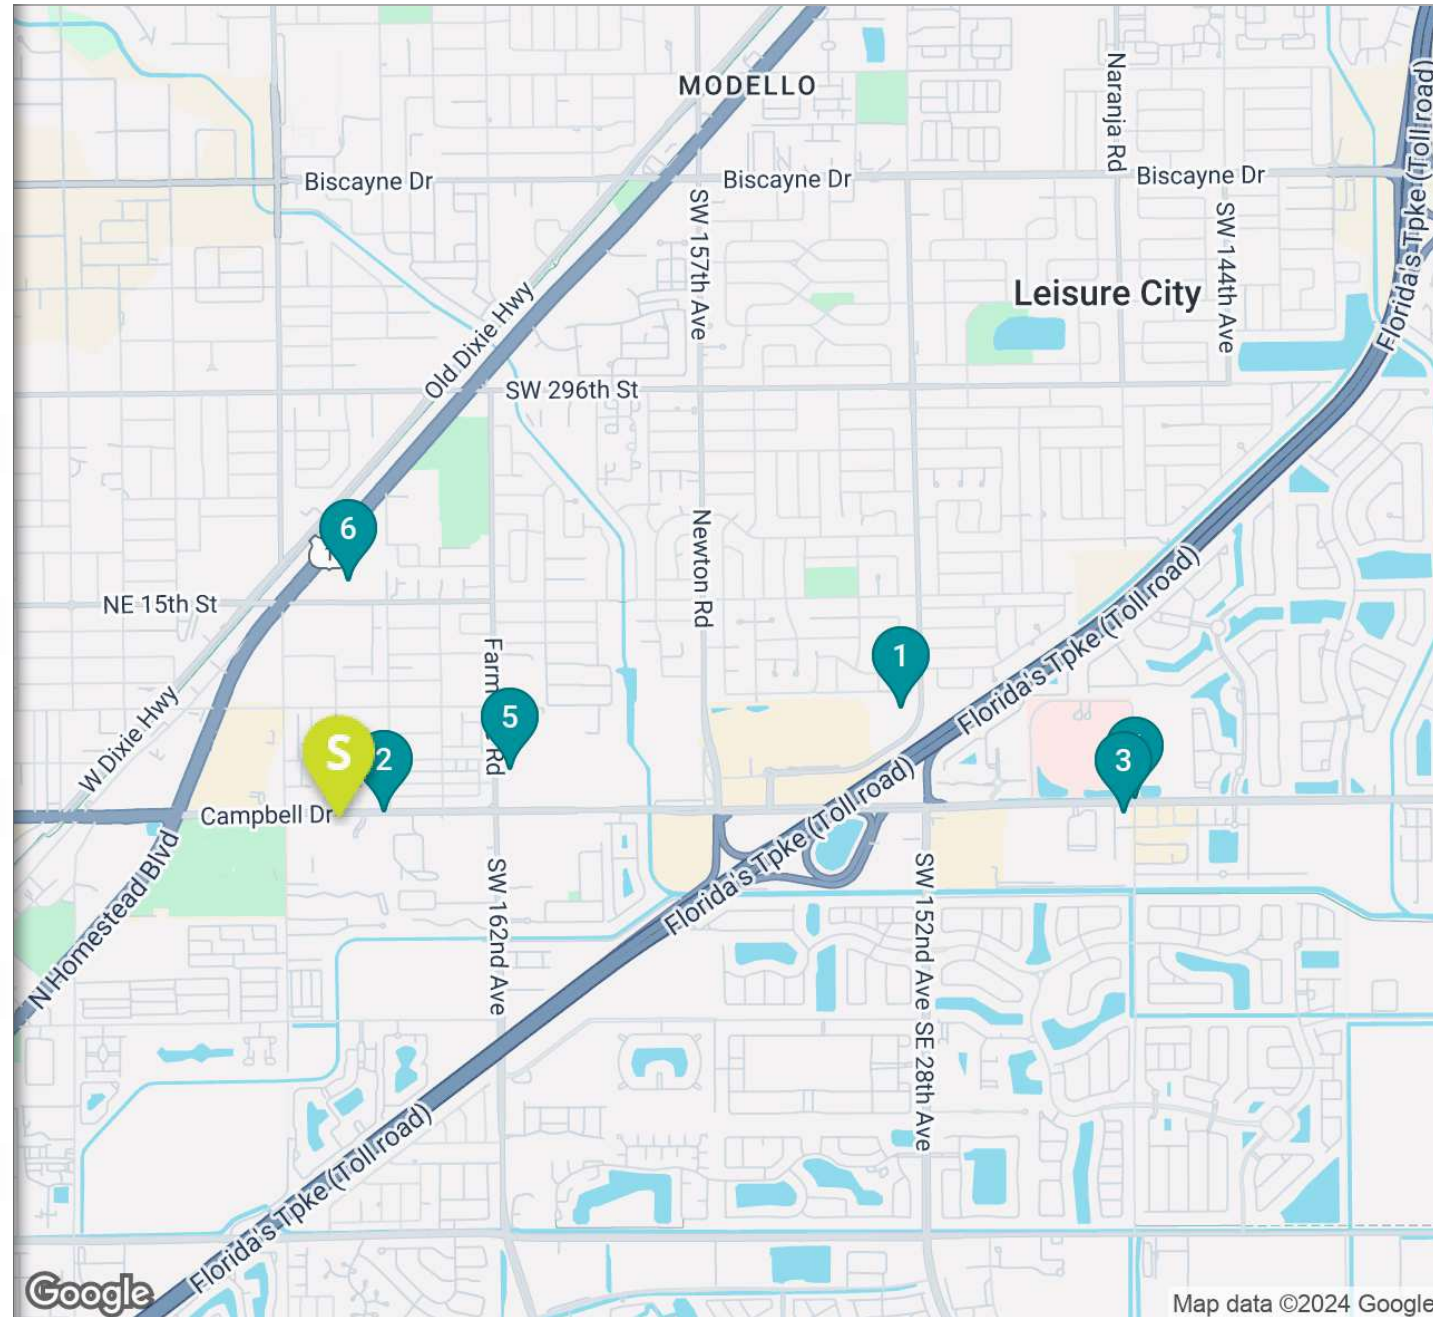 MODELLO
Naranja Rd
Florida's Tpke (Toll road)
Biscayne Dr
Biscayne Dr
Biscayne Dr
SW 157th Ave
SW 144th Ave
Leisure City
Old Dixie Hwy
SW 296th St
6
1
NE 15th St
Newton Rd
Florida's Tpke (Toll road)
1
Rd
5
W Dixie Hwy
S
2
3
Campbell Dr
Florida's Tpke (Toll road)
N Homestead Blvd
SW 162nd Ave
SW 152nd Ave
SE 28th Ave
Florida's Tpke (Toll road)
Google
Map data ©2024 Google